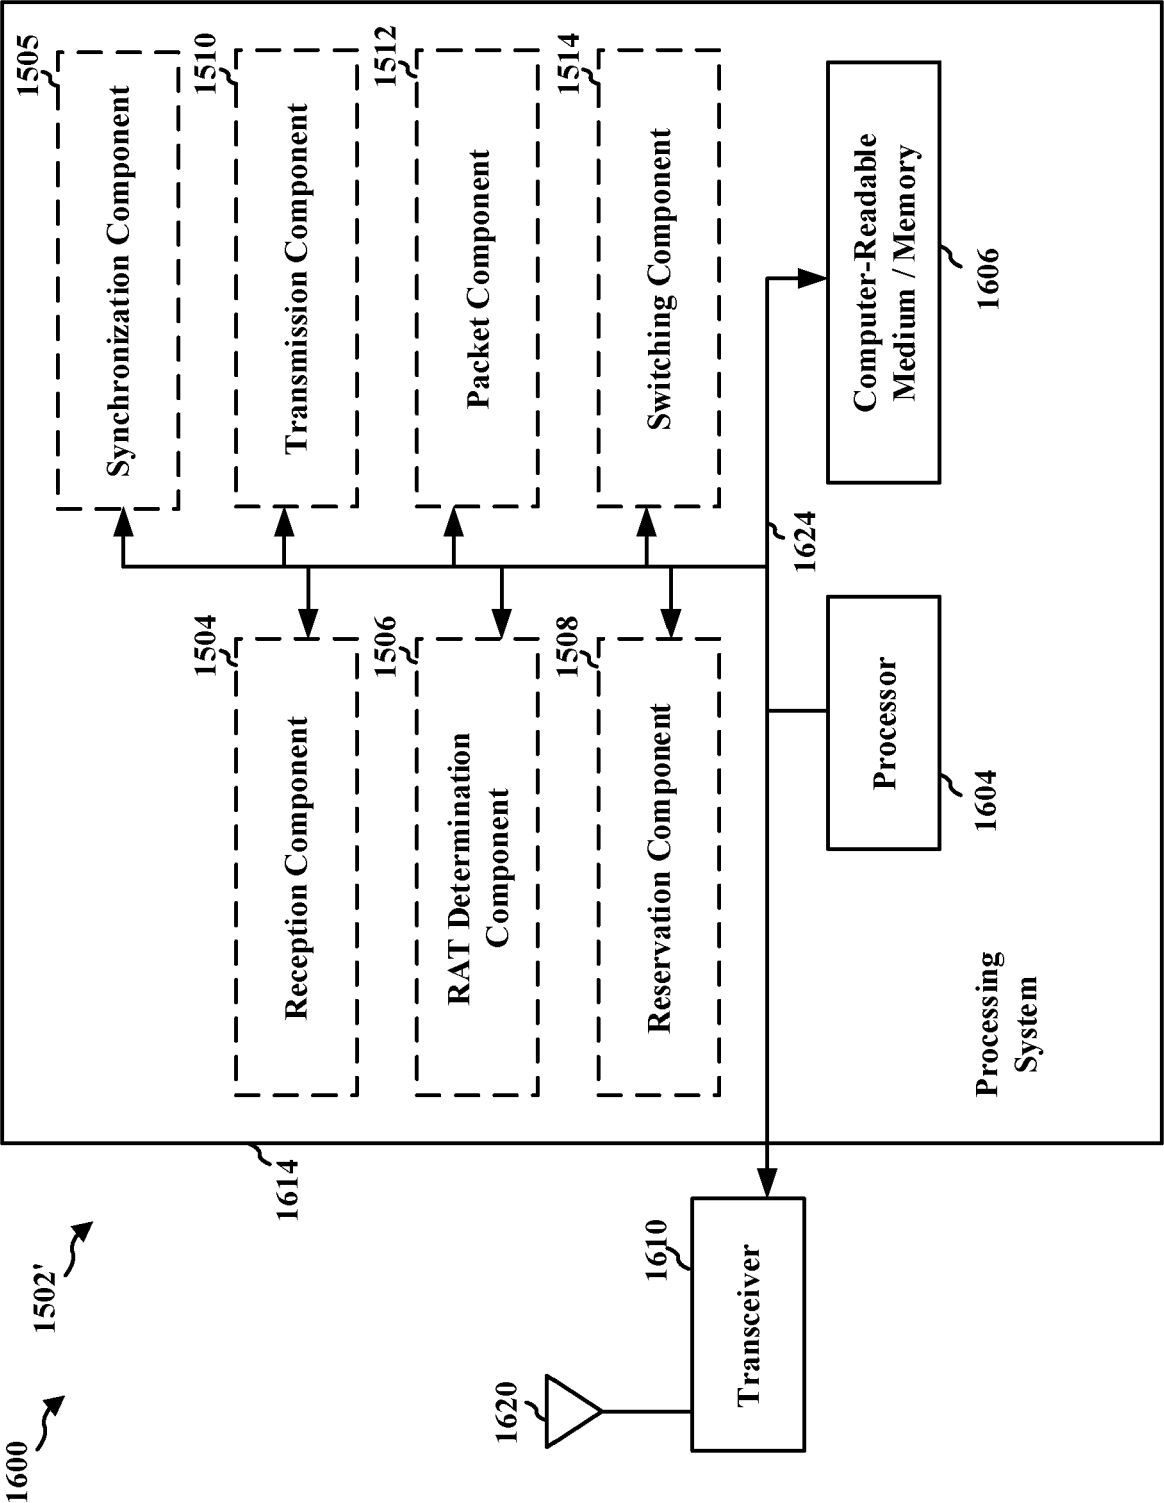 1600
1502'
1614
1620
1610
Transceiver
1504
Reception Component
1506
RAT Determination
Component
1508
Reservation Component
1505
Synchronization Component
1510
Transmission Component
1512
Packet Component
1514
Switching Component
1624
Processor
1604
Computer-Readable
Medium / Memory
1606
Processing
System